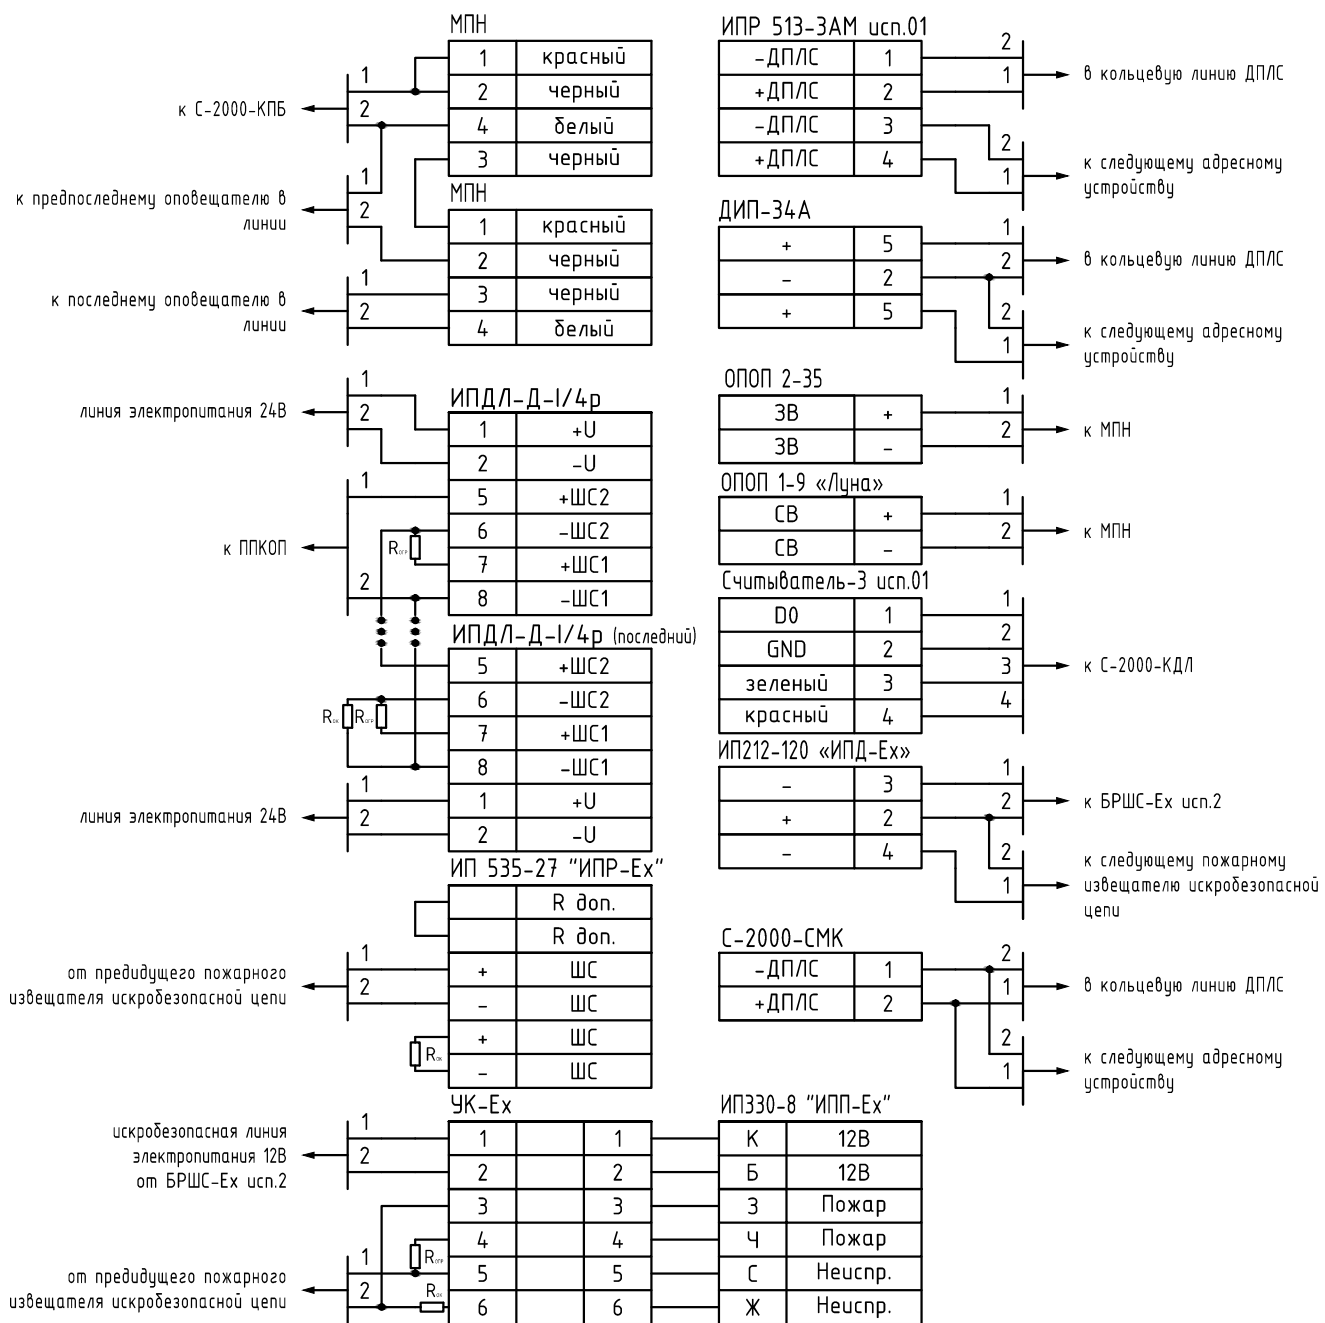 МПН
1 красный
2 черный
4 белый
3 черный
1
2
к С-2000-КПБ
МПН
1 красный
2 черный
3 черный
4 белый
1
2
к предпоследнему оповещателю в
линии
1
2
к последнему оповещателю в
линии
ИПДЛ-Д-I/4р
1 +U
2 -U
5 +ШС2
6 -ШС2
7 +ШС1
8 -ШС1
1
2
линия электропитания 24В
1
2
к ППКОП
Rогр
ИПДЛ-Д-I/4р (последний)
5 +ШС2
6 -ШС2
7 +ШС1
8 -ШС1
1 +U
2 -U
Rок Rогр
1
2
линия электропитания 24В
ИП 535-27 "ИПР-Ex"
R доп.
R доп.
+ ШС
- ШС
+ ШС
- ШС
1
2
от предидущего пожарного
извещателя искробезопасной цепи
Rок
УК-Ex
1 1
2 2
3 3
4 4
5 5
6 6
1
2
искробезопасная линия
электропитания 12В
от БРШС-Ex исп.2
Rогр
Rок
1
2
от предидущего пожарного
извещателя искробезопасной цепи
ИПР 513-3АМ исп.01
-ДПЛС 1
+ДПЛС 2
-ДПЛС 3
+ДПЛС 4
2
1
в кольцевую линию ДПЛС
2
1
к следующему адресному
устройству
ДИП-34А
+ 5
- 2
+ 5
1
2
в кольцевую линию ДПЛС
2
1
к следующему адресному
устройству
ОПОП 2-35
ЗВ +
ЗВ -
1
2
к МПН
ОПОП 1-9 «Луна»
СВ +
СВ -
1
2
к МПН
Считыватель-3 исп.01
D0 1
GND 2
зеленый 3
красный 4
1
2
3
4
к С-2000-КДЛ
ИП212-120 «ИПД-Ex»
- 3
+ 2
- 4
1
2
к БРШС-Ex исп.2
2
1
к следующему пожарному
извещателю искробезопасной
цепи
С-2000-СМК
-ДПЛС 1
+ДПЛС 2
2
1
в кольцевую линию ДПЛС
2
1
к следующему адресному
устройству
ИП330-8 "ИПП-Ex"
К 12В
Б 12В
З Пожар
Ч Пожар
С Неиспр.
Ж Неиспр.